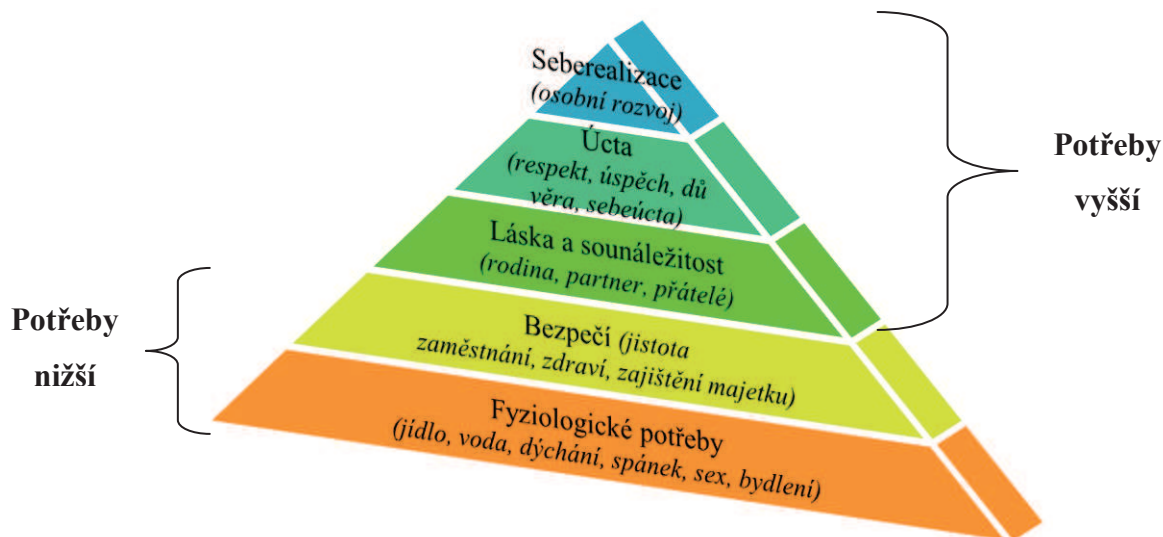 Seberealizace
(osobní rozvoj)
Úcta
(respekt, úspěch, dů
věra, sebeúcta)
Láska a sounáležitost
(rodina, partner, přátelé)
Bezpečí (jistota
zaměstnání, zdraví, zajištění majetku)
Fyziologické potřeby
(jídlo, voda, dýchání, spánek, sex, bydlení)
Potřeby
vyšší
Potřeby
nižší